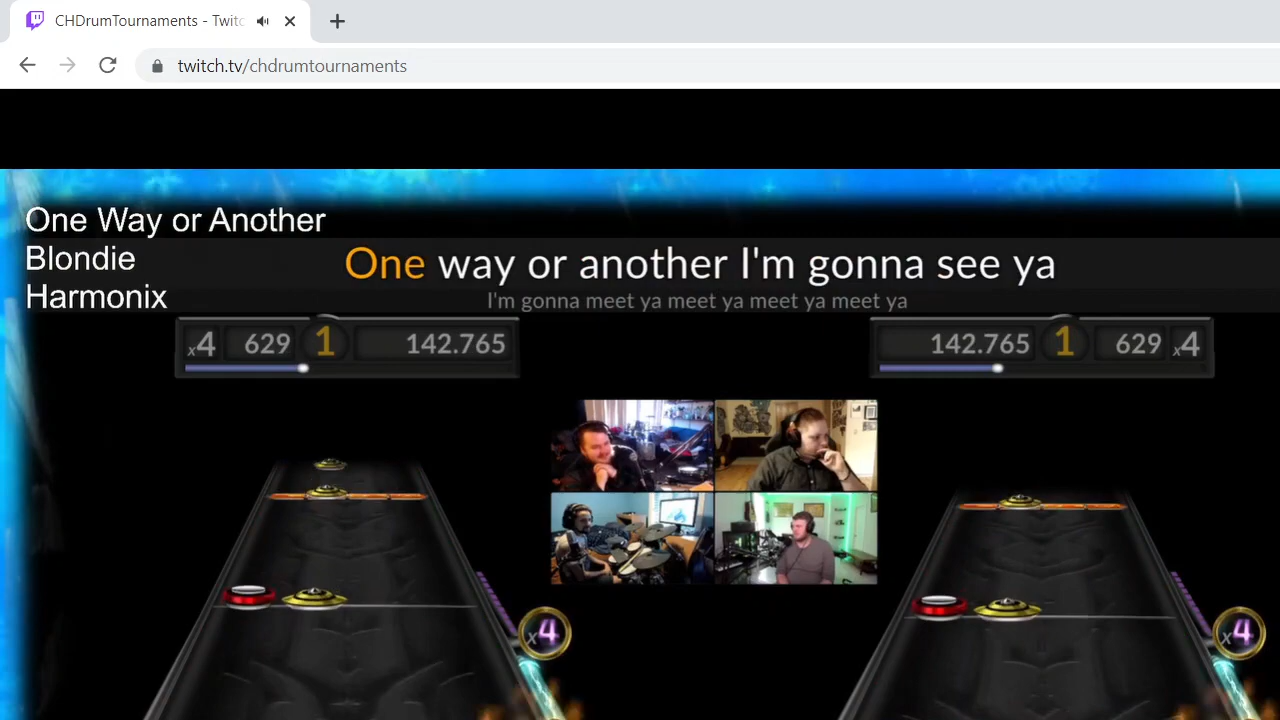 CHDrumTournaments - Twitc
twitch.tv/chdrumtournaments
One Way or Another
Blondie
Harmonix
One way or another I'm gonna see ya
I'm gonna meet ya meet ya meet ya meet ya
x4 629 1 142.765
142.765 1 629 x4
x4
x4